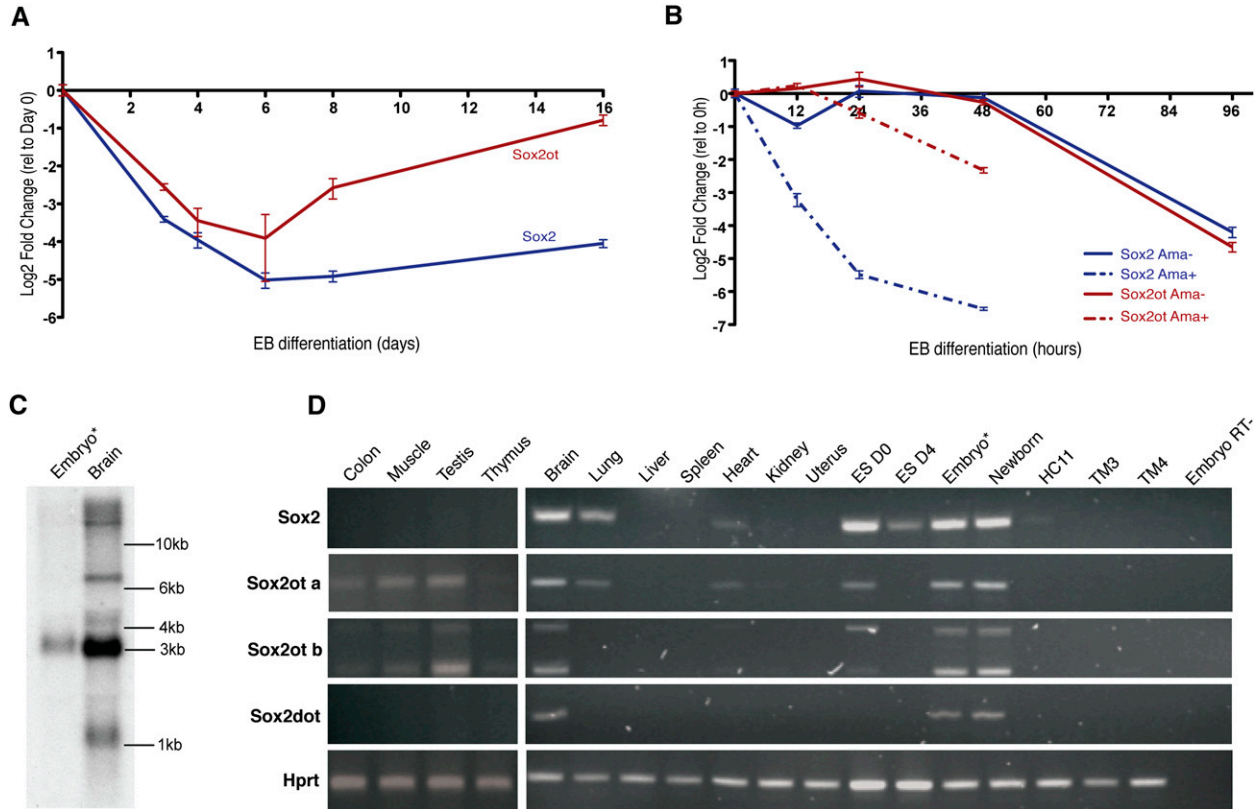 A
Log2 Fold Change (rel to Day 0)
1
0
-1
-2
-3
-4
-5
-6
2 4 6 8 10 12 14 16
Sox2ot
Sox2
EB differentiation (days)
B
Log2 Fold Change (rel to 0h)
1
0
-1
-2
-3
-4
-5
-6
-7
12 24 36 48 60 72 84 96
Sox2 Ama-
Sox2 Ama+
Sox2ot Ama-
Sox2ot Ama+
EB differentiation (hours)
C
Embryo* Brain
10kb
6kb
4kb
3kb
1kb
D
Colon Muscle Testis Thymus Brain Lung Liver Spleen Heart Kidney Uterus ES D0 ES D4 Embryo* Newborn HC11 TM3 TM4 Embryo RT-
Sox2
Sox2ot a
Sox2ot b
Sox2dot
Hprt